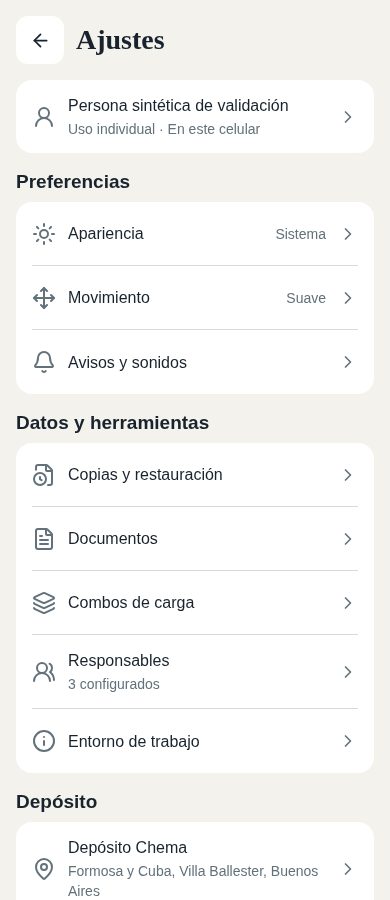 Ajustes
Persona sintética de validación
Uso individual · En este celular
Preferencias
Apariencia
Sistema
Movimiento
Suave
Avisos y sonidos
Datos y herramientas
Copias y restauración
Documentos
Combos de carga
Responsables
3 configurados
Entorno de trabajo
Depósito
Depósito Chema
Formosa y Cuba, Villa Ballester, Buenos
Aires